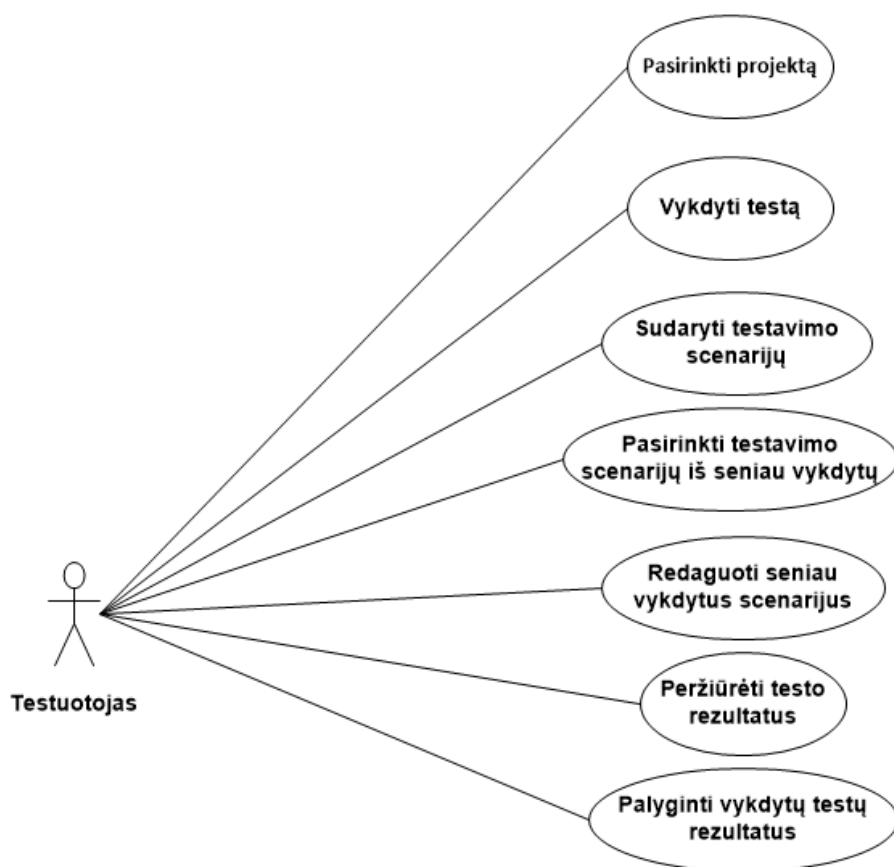 Pasirinkti projektą
Vykdyti testą
Sudaryti testavimo
scenarijų
Pasirinkti testavimo
scenarijų iš seniau vykdytų
Redaguoti seniau
vykdytus scenarijus
Peržiūrėti testo
rezultatus
Testuotojas
Palyginti vykdytų testų
rezultatus